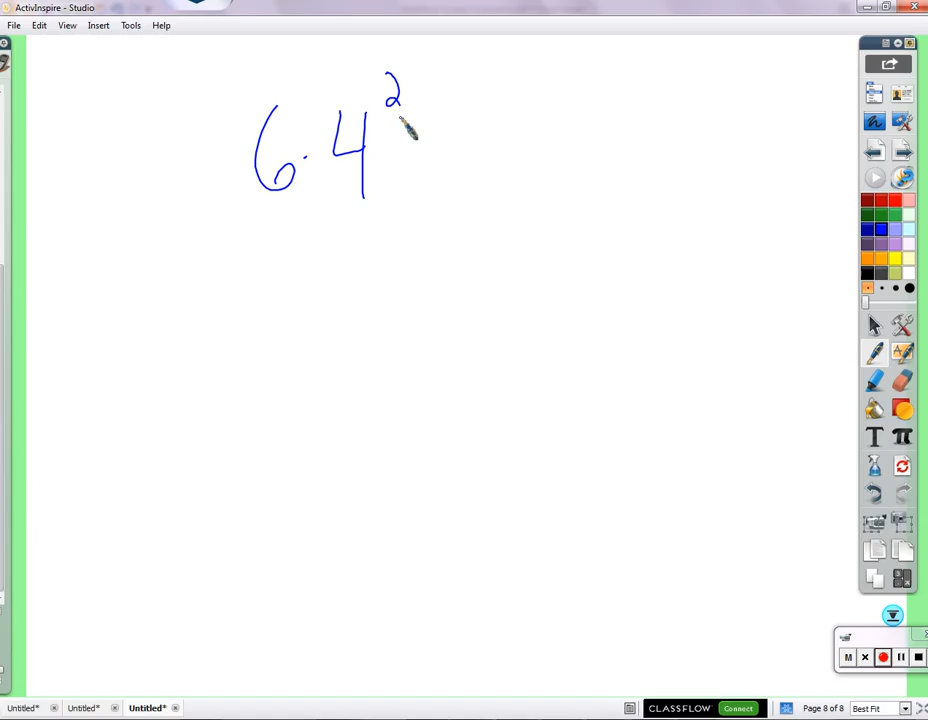 ActivInspire - Studio
File Edit View Insert Tools Help
6·4²
M
Untitled* Untitled* Untitled* CLASSFLOW Connect Page 8 of 8 Best Fit